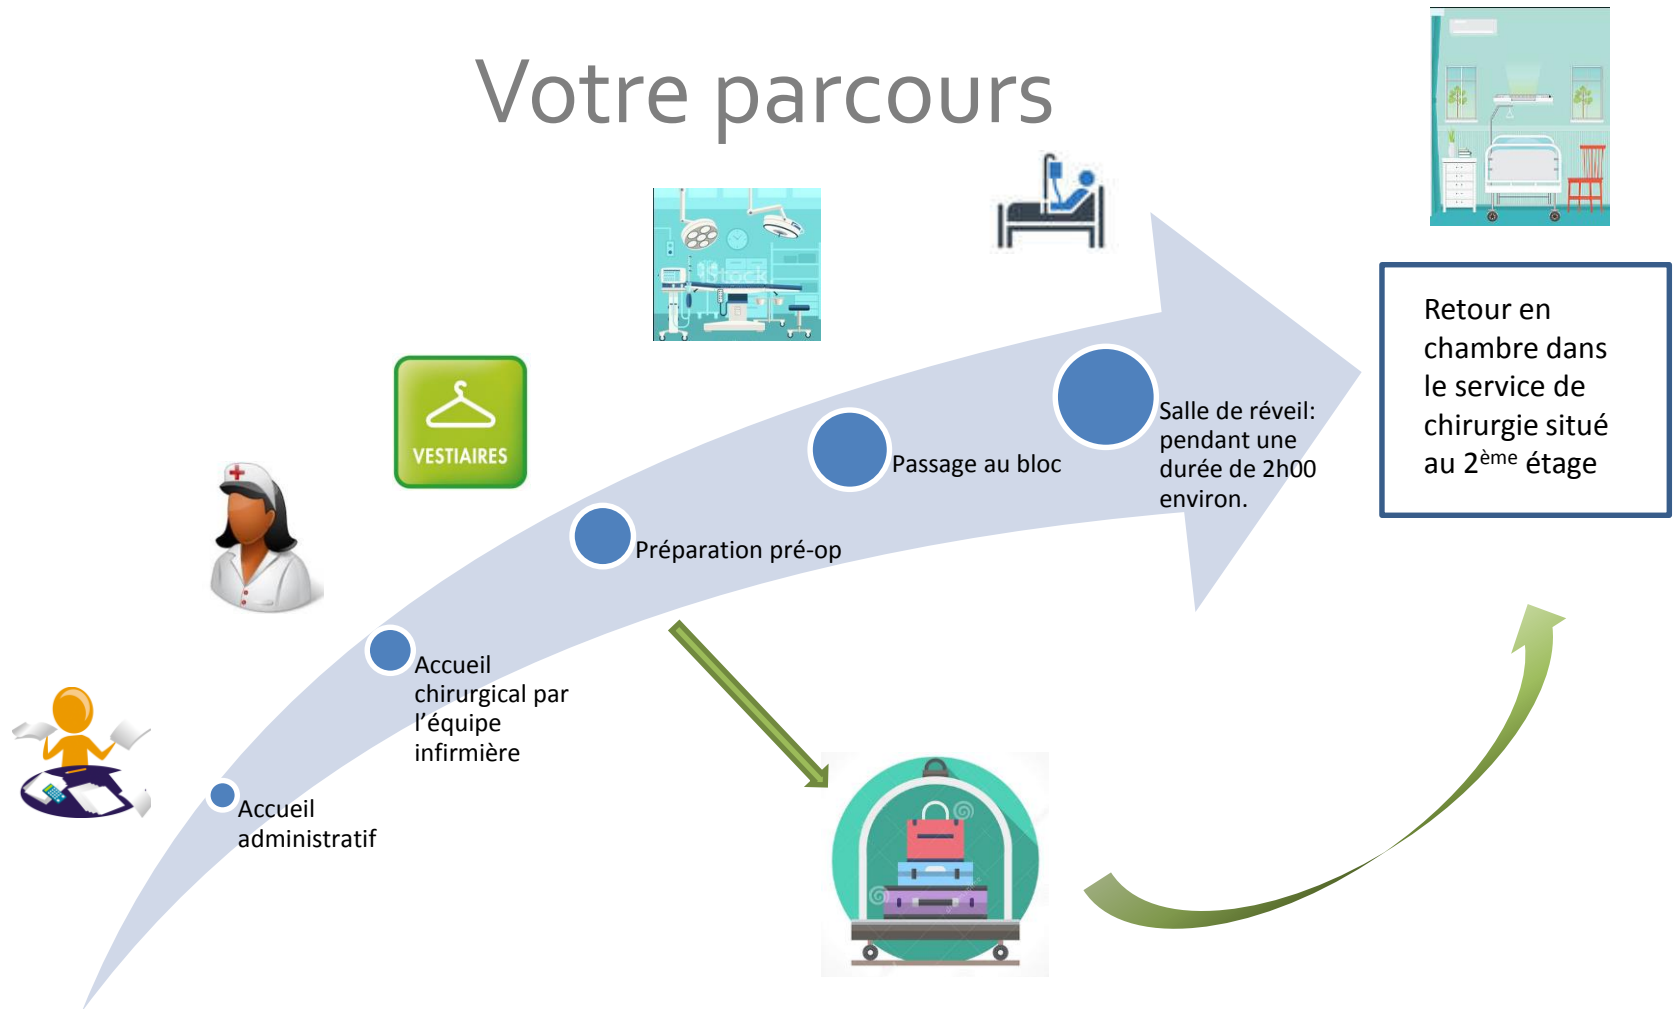 Votre parcours
VESTIAIRES
iStock
Accueil
administratif
Accueil
chirurgical par
l’équipe
infirmière
Préparation pré-op
Passage au bloc
Salle de réveil:
pendant une
durée de 2h00
environ.
Retour en
chambre dans
le service de
chirurgie situé
au 2ème étage